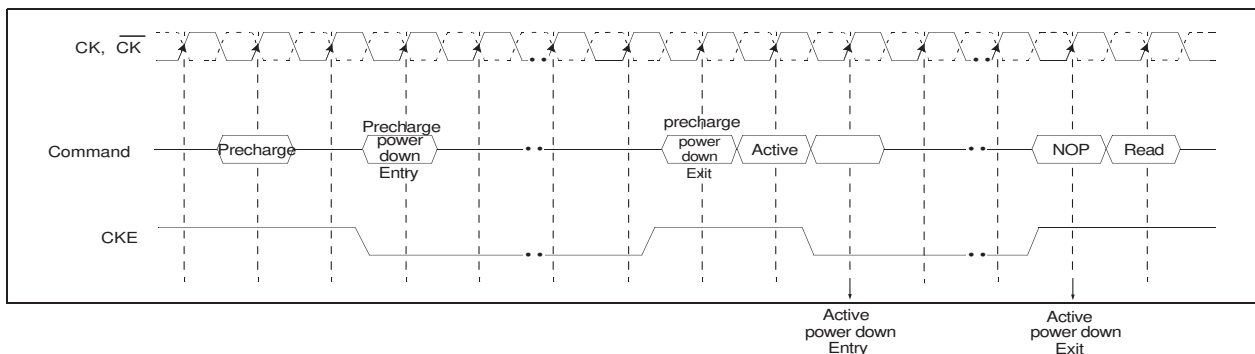 CK, CK
Command
Precharge
Precharge
power
down
Entry
precharge
power
down
Exit
Active
NOP
Read
CKE
Active
power down
Entry
Active
power down
Exit